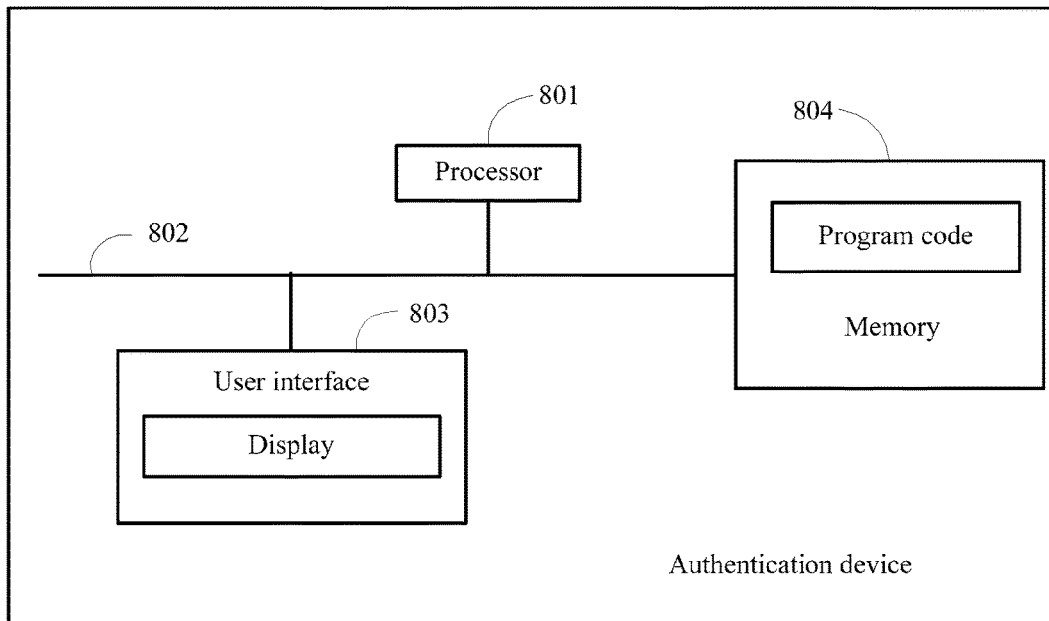 801
Processor
804
Program code
Memory
802
803
User interface
Display
Authentication device